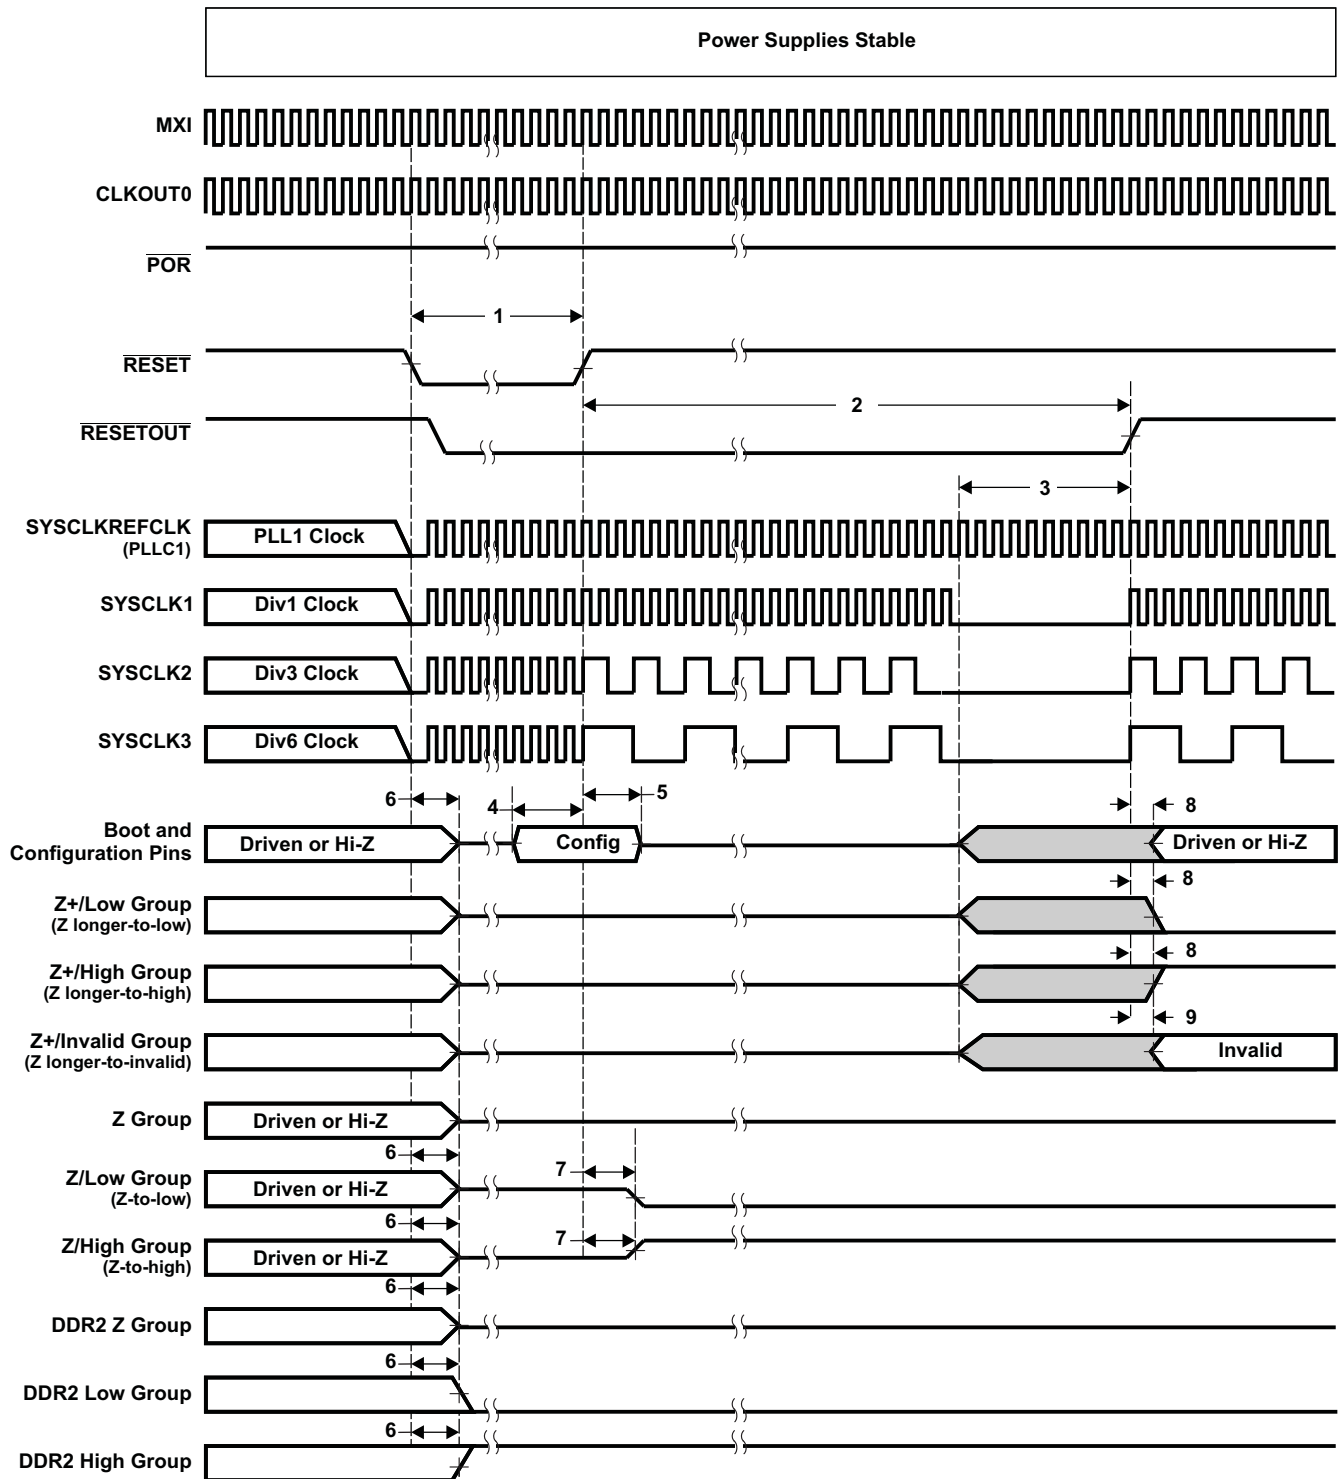 Power Supplies Stable
MXI
CLKOUT0
POR
1
RESET
2
RESETOUT
3
SYSCLKREFCLK
(PLLC1)
PLL1 Clock
SYSCLK1
Div1 Clock
SYSCLK2
Div3 Clock
SYSCLK3
Div6 Clock
6
4
5
8
Boot and
Configuration Pins
Driven or Hi-Z
Config
Driven or Hi-Z
8
Z+/Low Group
(Z longer-to-low)
8
Z+/High Group
(Z longer-to-high)
9
Z+/Invalid Group
(Z longer-to-invalid)
Invalid
Z Group
Driven or Hi-Z
6
7
Z/Low Group
(Z-to-low)
Driven or Hi-Z
6
7
Z/High Group
(Z-to-high)
Driven or Hi-Z
6
DDR2 Z Group
6
DDR2 Low Group
6
DDR2 High Group